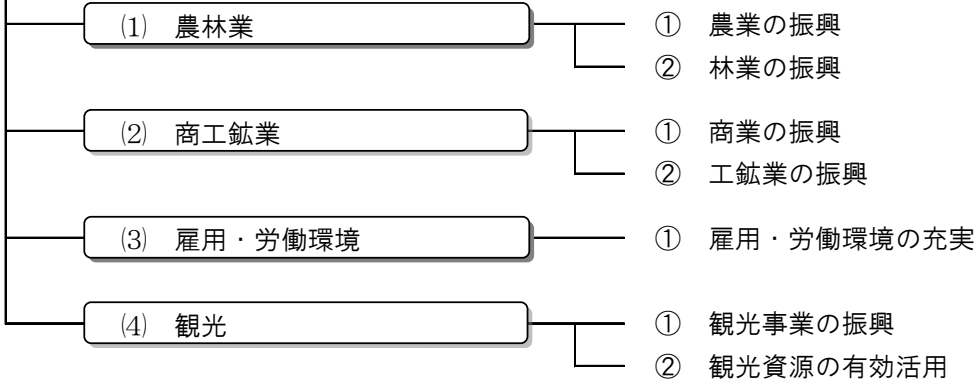 ⑴ 農林業
① 農業の振興
② 林業の振興
⑵ 商工鉱業
① 商業の振興
② 工鉱業の振興
⑶ 雇用・労働環境
① 雇用・労働環境の充実
⑷ 観光
① 観光事業の振興
② 観光資源の有効活用